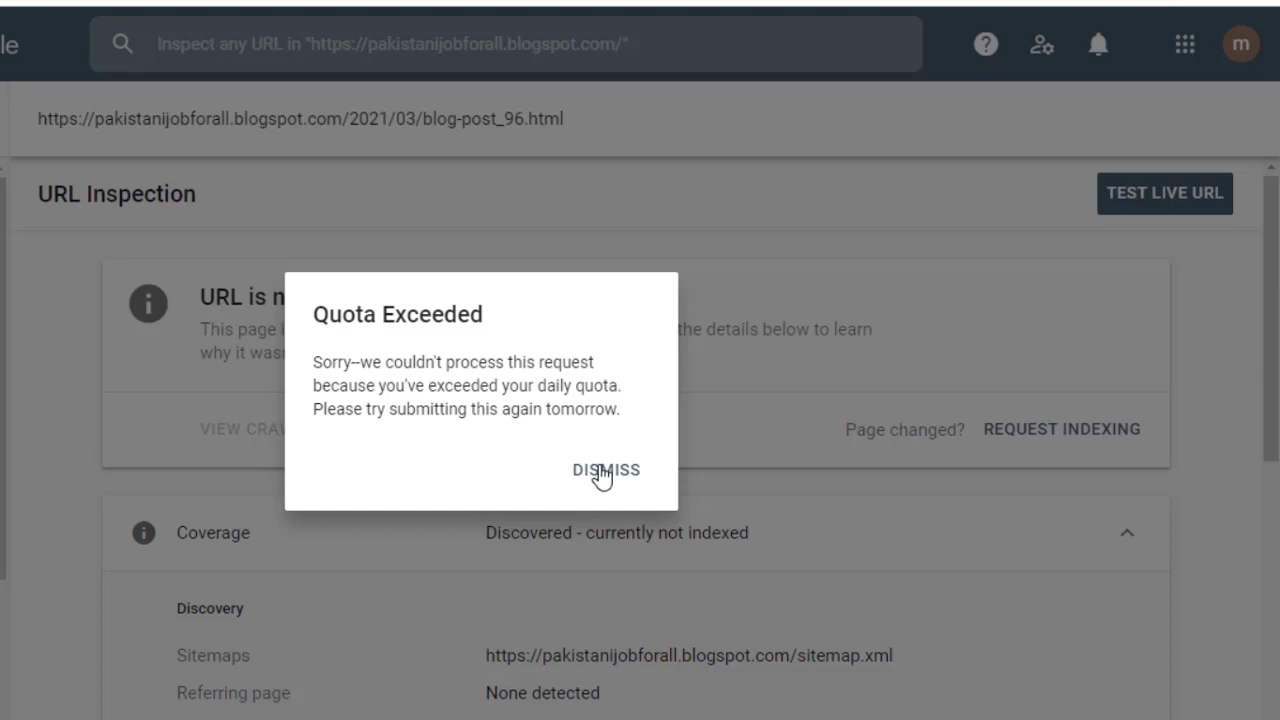 le
Inspect any URL in "https://pakistanijobforall.blogspot.com/"
m
https://pakistanijobforall.blogspot.com/2021/03/blog-post_96.html
URL Inspection
TEST LIVE URL
URL is n
This page i
the details below to learn
why it was
Quota Exceeded
Sorry--we couldn't process this request
because you've exceeded your daily quota.
Please try submitting this again tomorrow.
DISMISS
VIEW CRA
Page changed?
REQUEST INDEXING
Coverage
Discovered - currently not indexed
Discovery
Sitemaps
https://pakistanijobforall.blogspot.com/sitemap.xml
Referring page
None detected